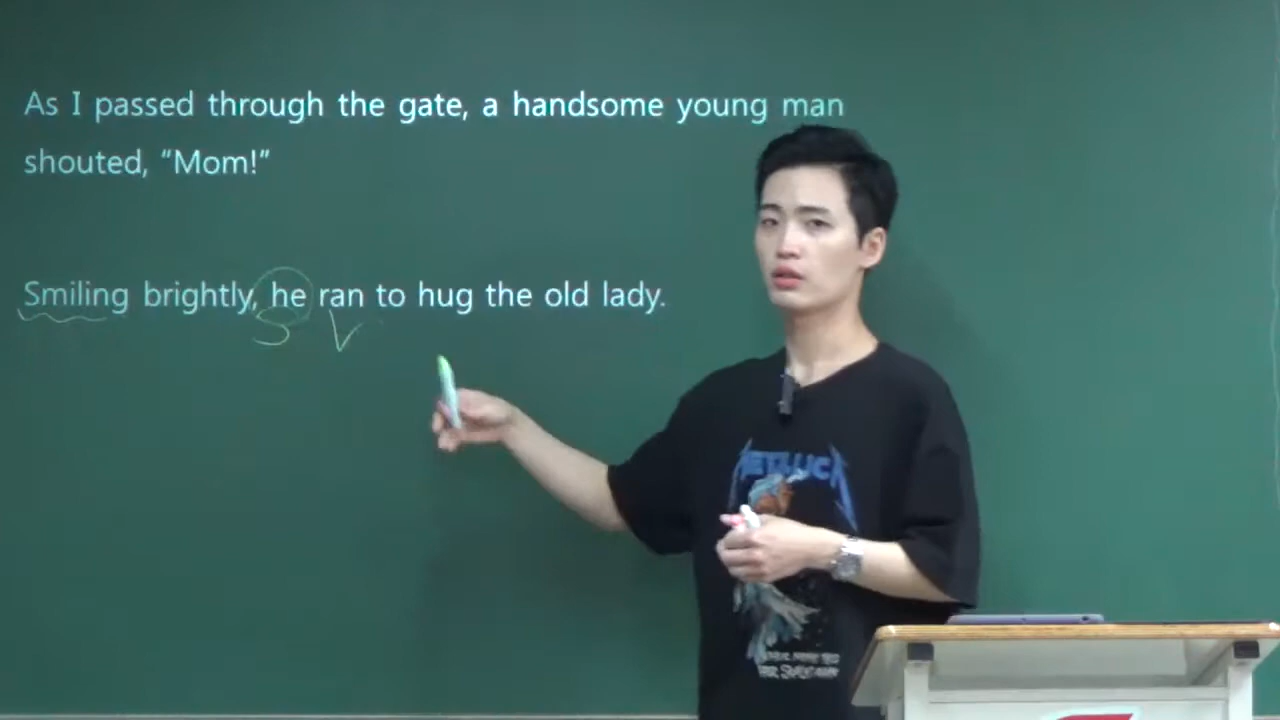 As I passed through the gate, a handsome young man
shouted, “Mom!”
Smiling brightly, he ran to hug the old lady.
S V
METALLICA